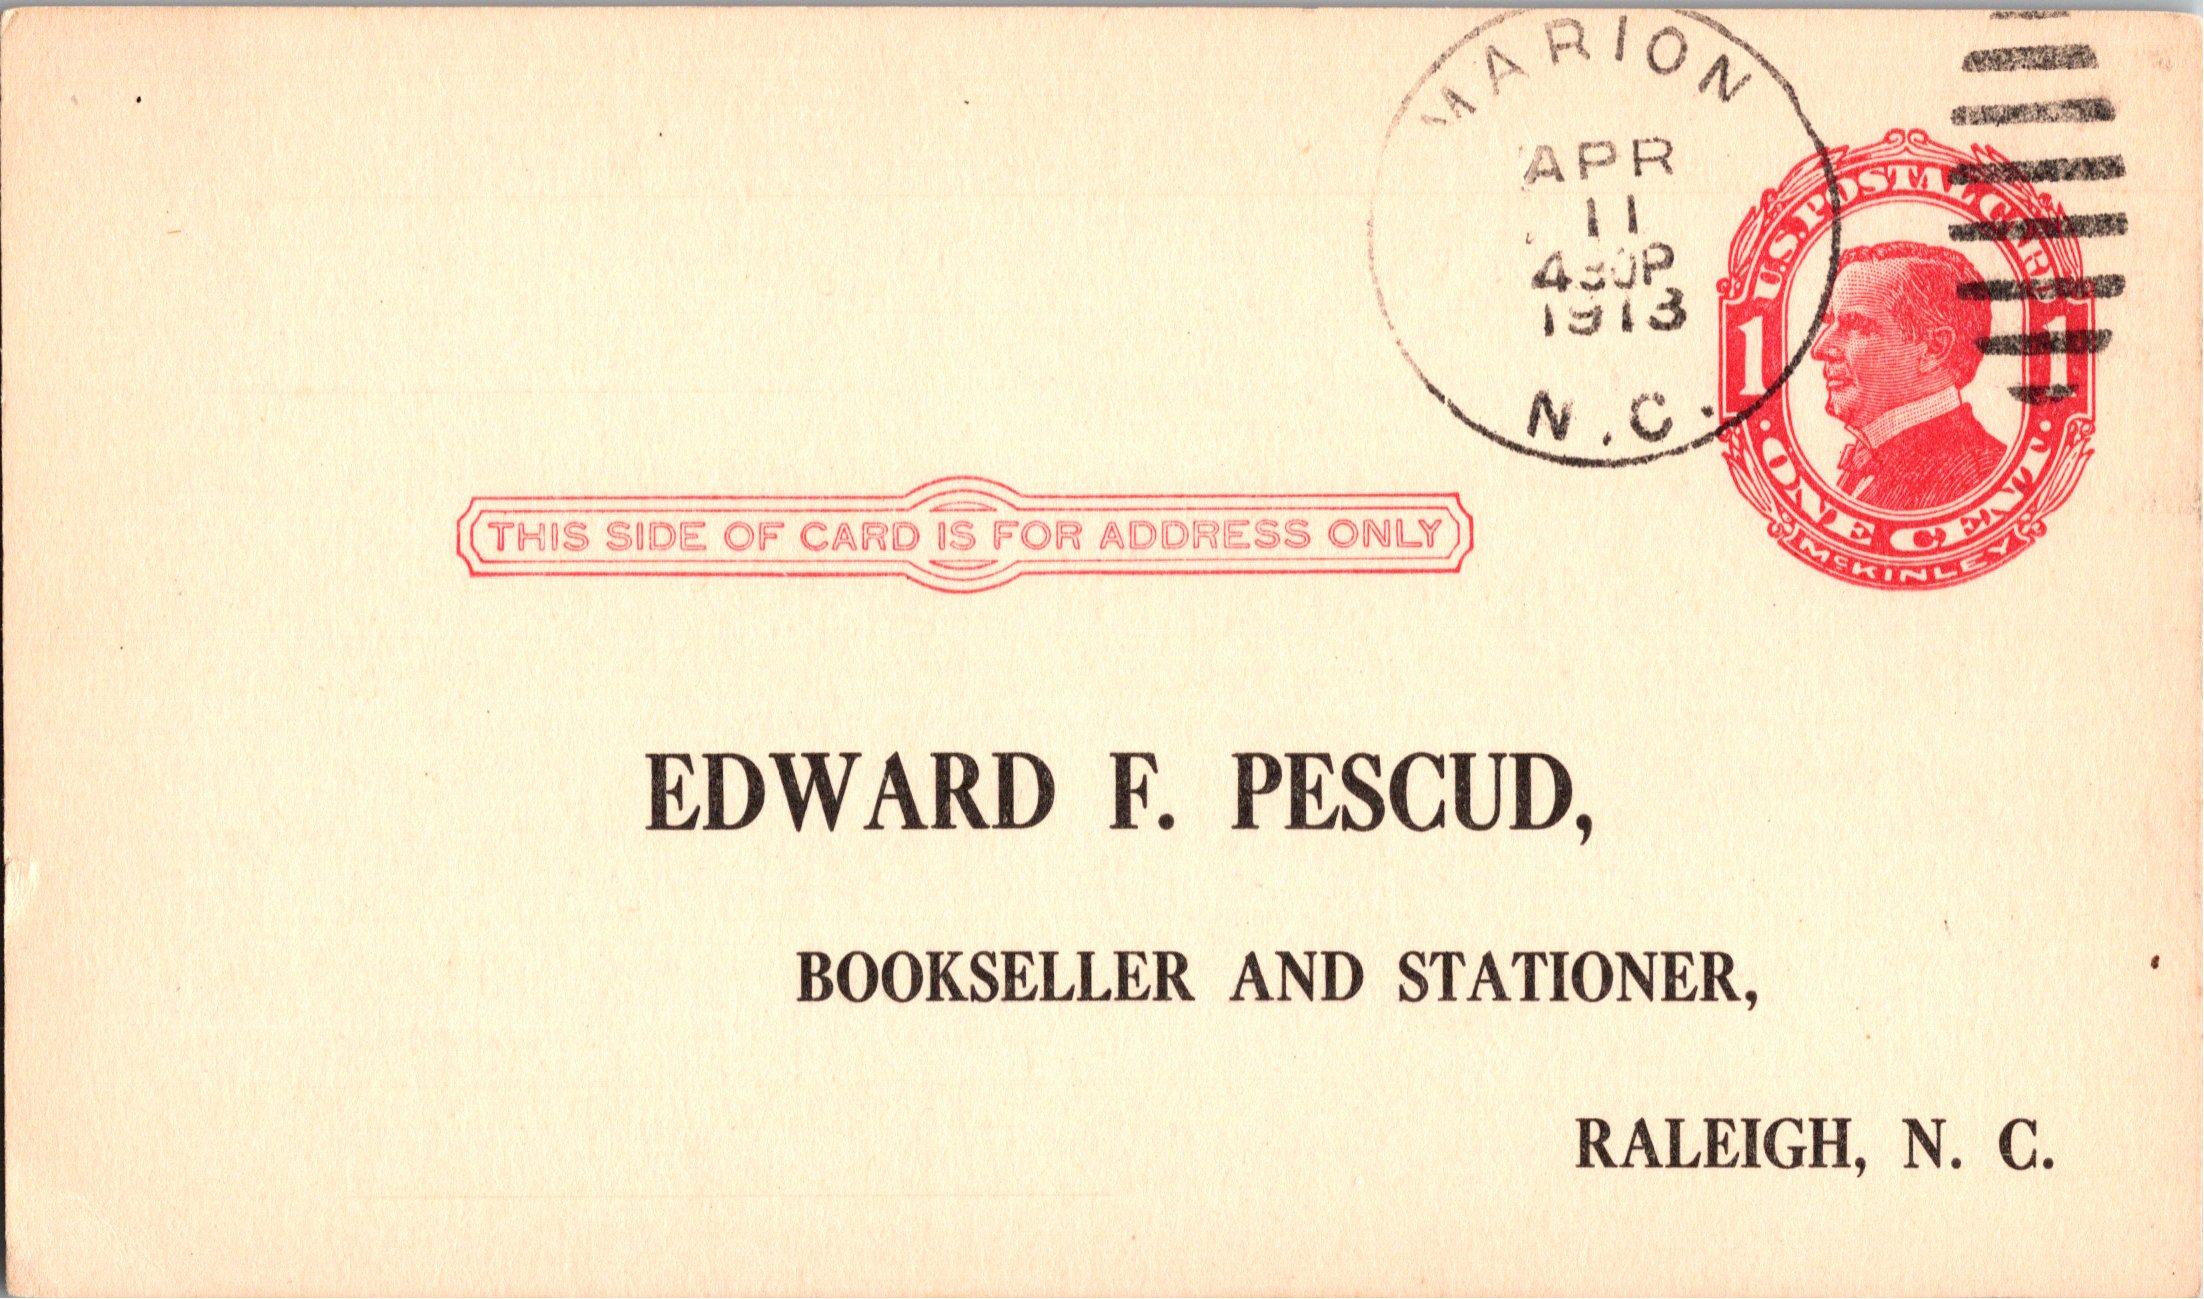 MARION
APR
11
430P
1913
N.C.
U.S. POSTAL CARD
1 1
· ONE CENT ·
McKINLEY
THIS SIDE OF CARD IS FOR ADDRESS ONLY
EDWARD F. PESCUD,
BOOKSELLER AND STATIONER,
RALEIGH, N. C.